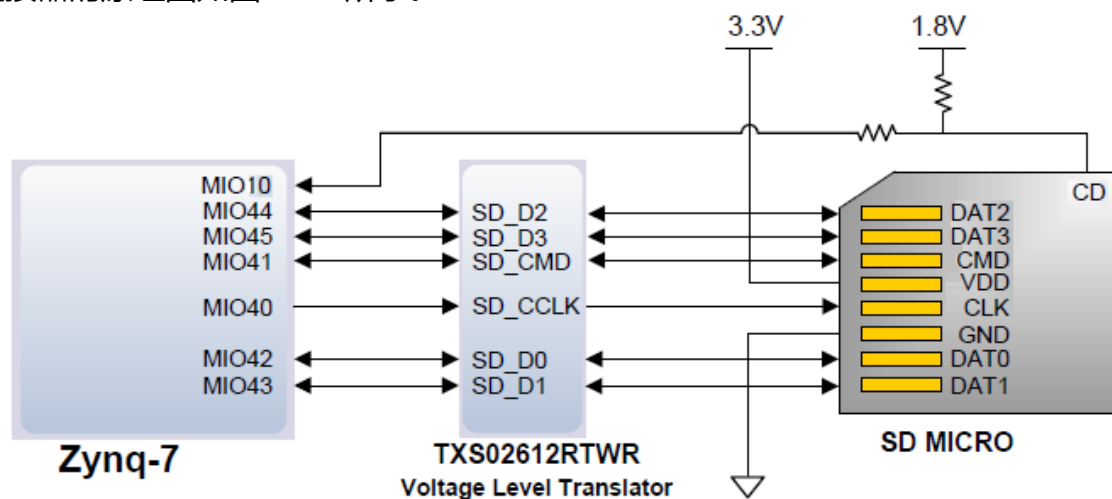 3.3V
1.8V
CD
MIO10
MIO44
MIO45
MIO41
MIO40
MIO42
MIO43
SD_D2
SD_D3
SD_CMD
SD_CCLK
SD_D0
SD_D1
DAT2
DAT3
CMD
VDD
CLK
GND
DAT0
DAT1
Zynq-7
TXS02612RTWR
Voltage Level Translator
SD MICRO